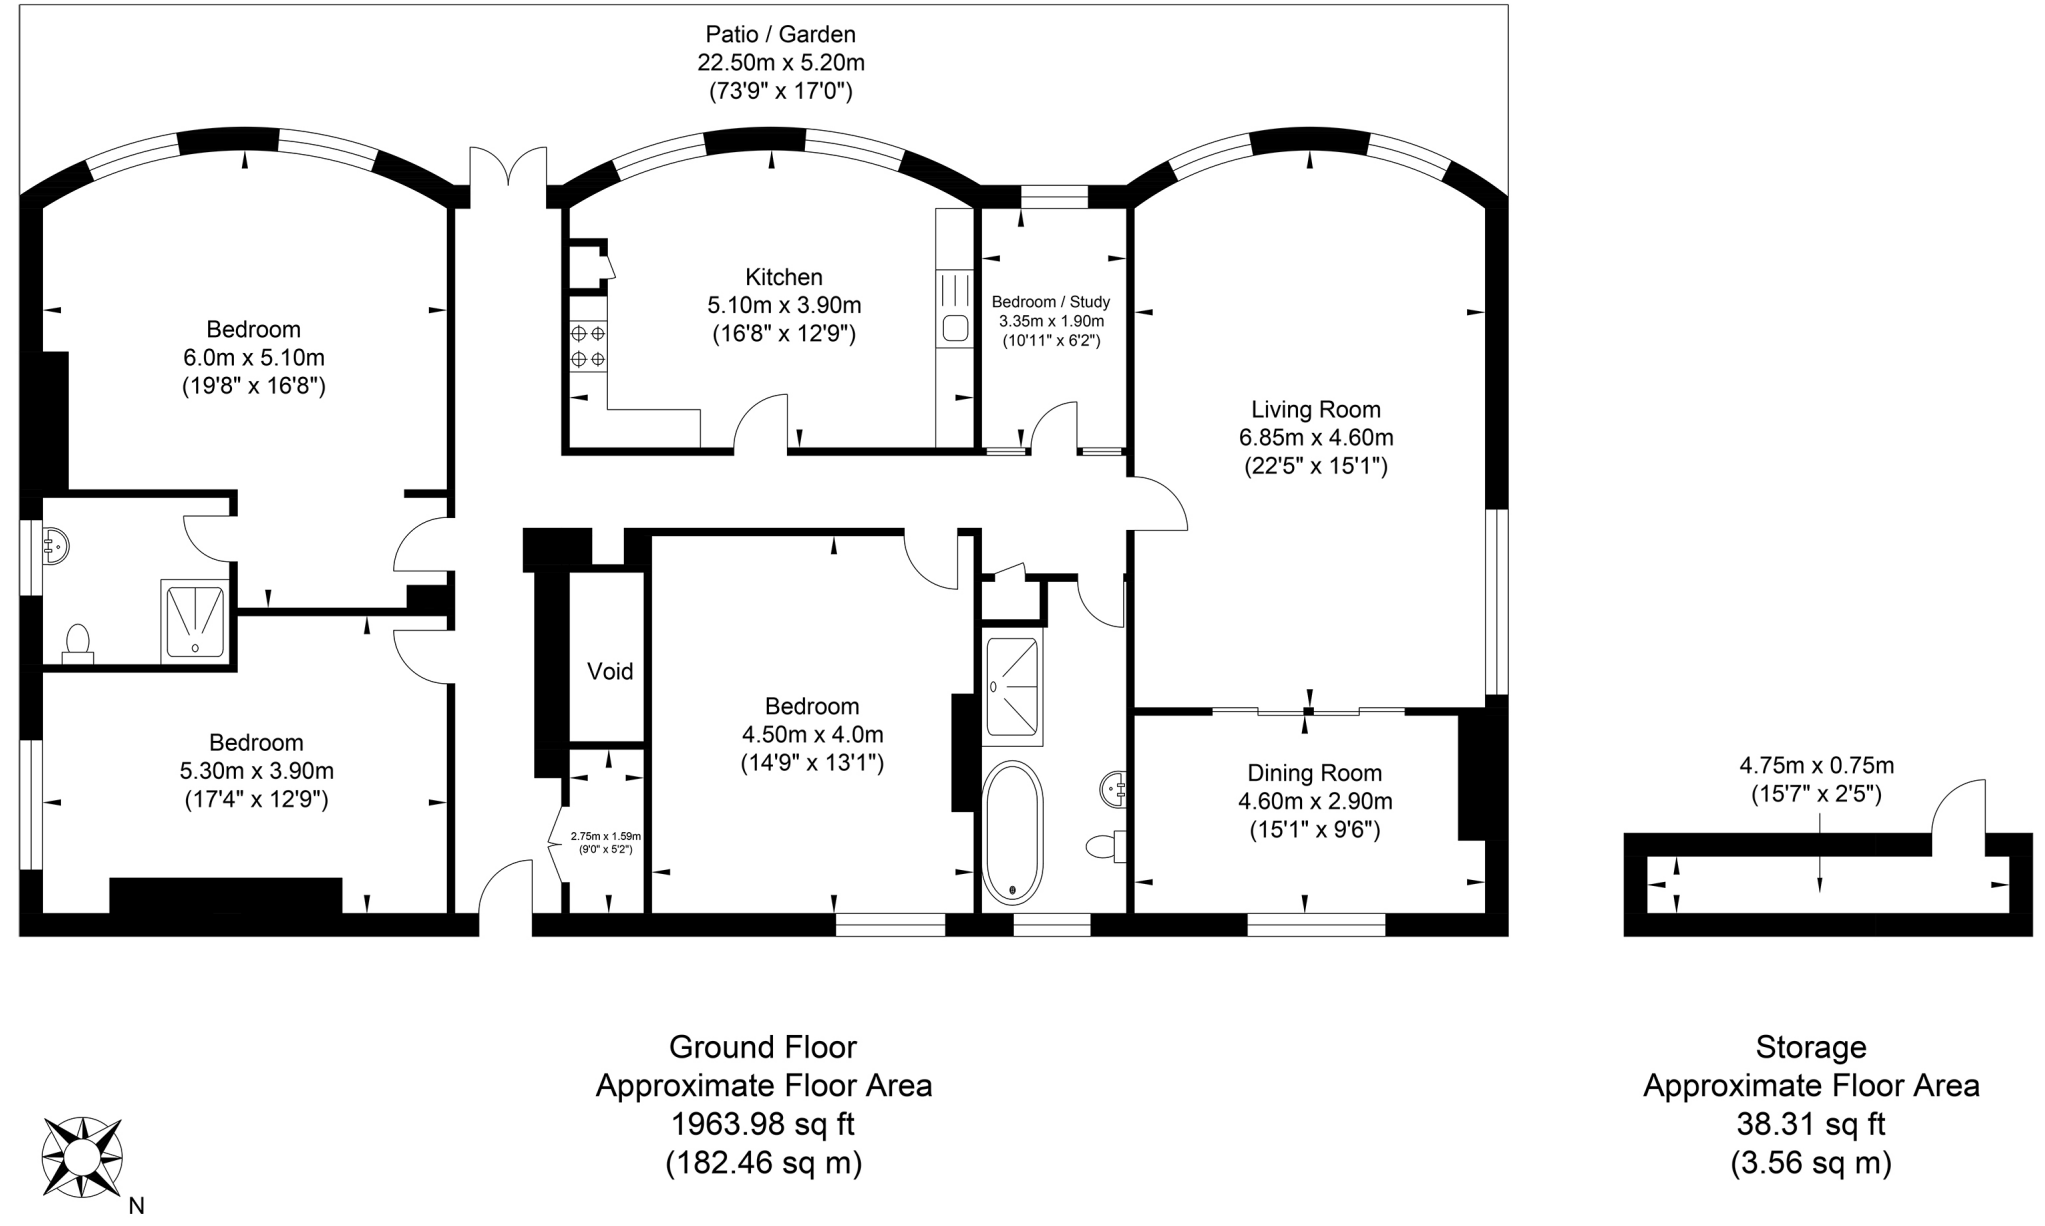 Patio / Garden
22.50m x 5.20m
(73'9" x 17'0")
Bedroom
6.0m x 5.10m
(19'8" x 16'8")
Kitchen
5.10m x 3.90m
(16'8" x 12'9")
Bedroom / Study
3.35m x 1.90m
(10'11" x 6'2")
Living Room
6.85m x 4.60m
(22'5" x 15'1")
Bedroom
5.30m x 3.90m
(17'4" x 12'9")
Void
2.75m x 1.59m
(9'0" x 5'2")
Bedroom
4.50m x 4.0m
(14'9" x 13'1")
Dining Room
4.60m x 2.90m
(15'1" x 9'6")
4.75m x 0.75m
(15'7" x 2'5")
Ground Floor
Approximate Floor Area
1963.98 sq ft
(182.46 sq m)
Storage
Approximate Floor Area
38.31 sq ft
(3.56 sq m)
N